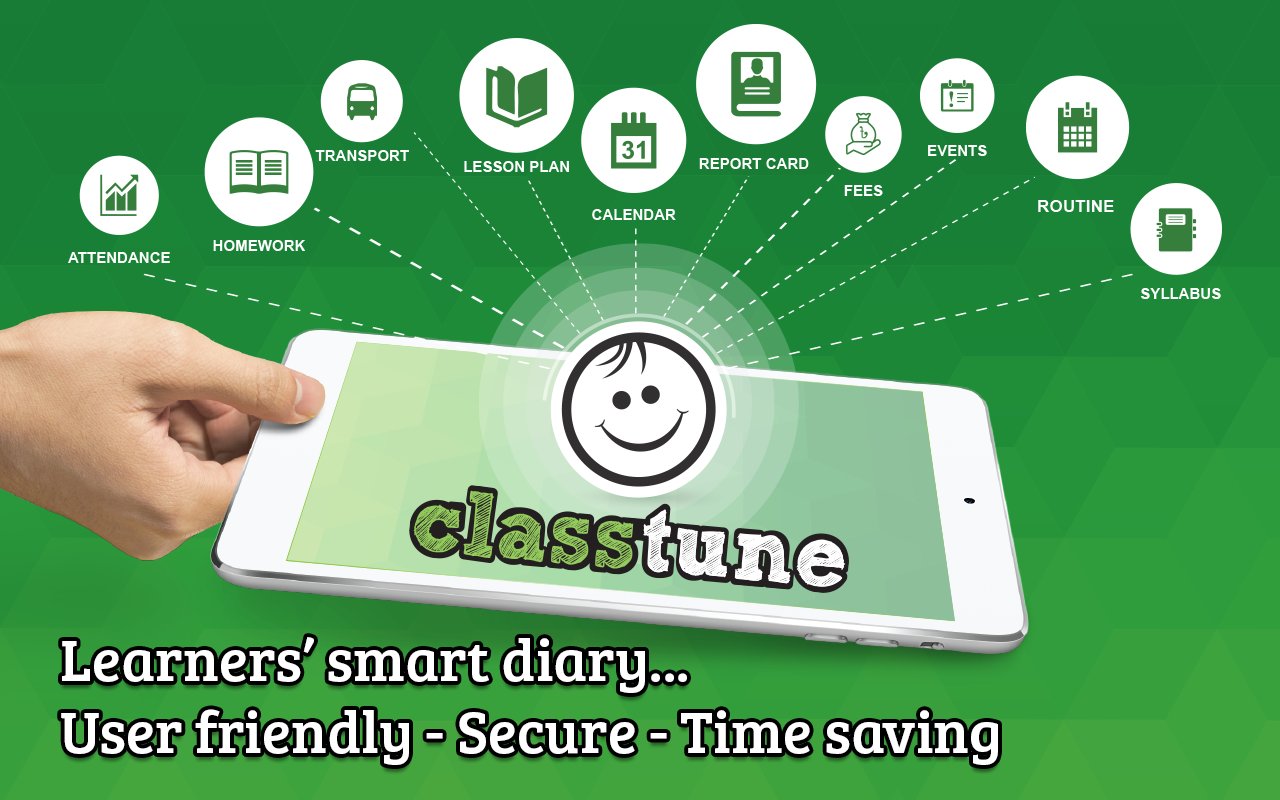 ATTENDANCE
HOMEWORK
TRANSPORT
LESSON PLAN
31
CALENDAR
REPORT CARD
৳
FEES
EVENTS
ROUTINE
SYLLABUS
classtune
Learners’ smart diary...
User friendly - Secure - Time saving